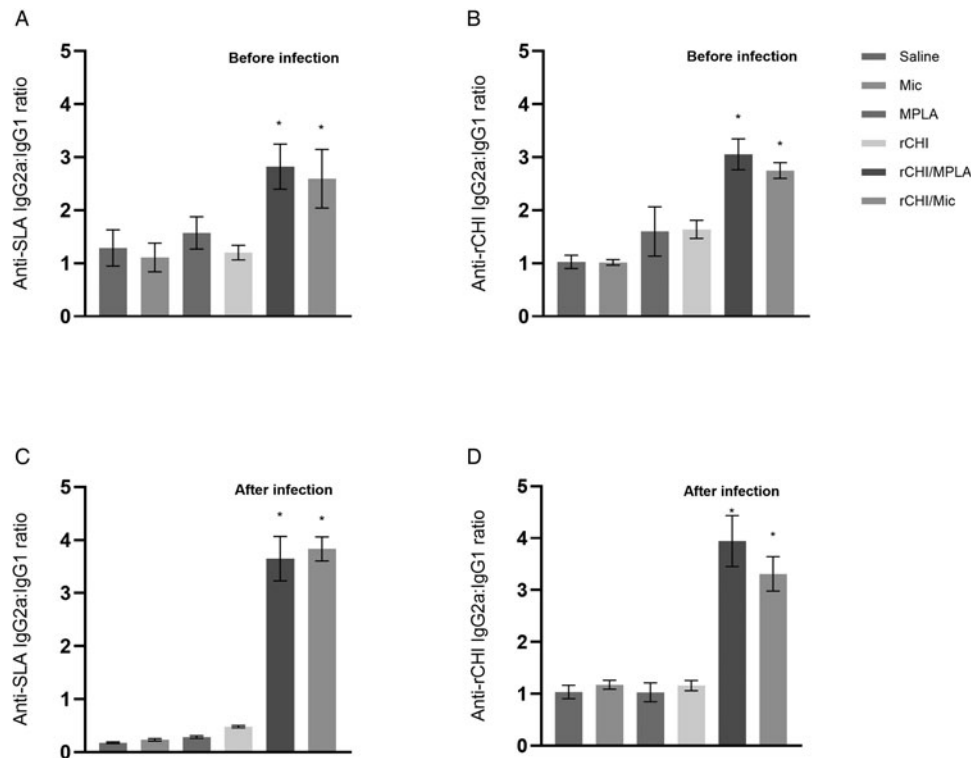 A
Anti-SLA IgG2a:IgG1 ratio
5
4
3
2
1
0
Before infection
*
*
B
Anti-rCHI IgG2a:IgG1 ratio
5
4
3
2
1
0
Before infection
*
*
Saline
Mic
MPLA
rCHI
rCHI/MPLA
rCHI/Mic
C
Anti-SLA IgG2a:IgG1 ratio
5
4
3
2
1
0
After infection
*
*
D
Anti-rCHI IgG2a:IgG1 ratio
5
4
3
2
1
0
After infection
*
*